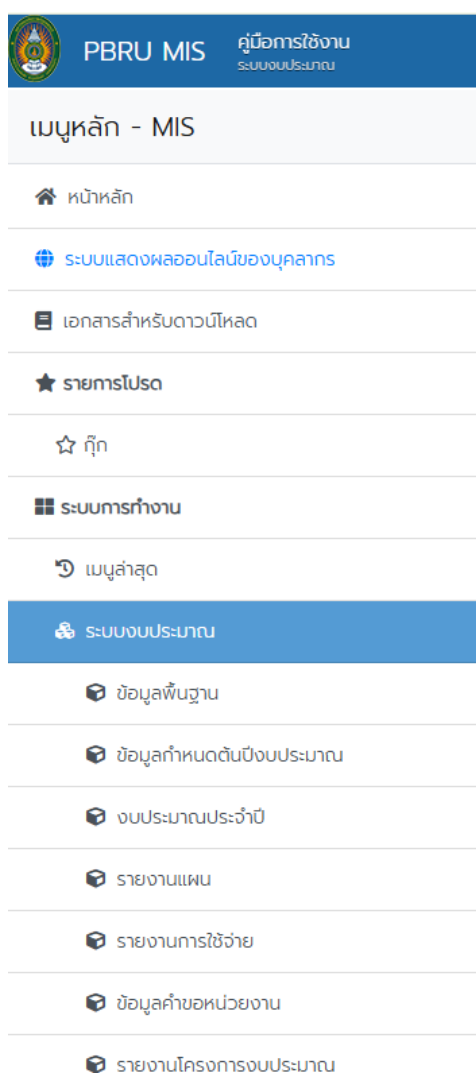 PBRU MIS
คู่มือการใช้งาน
ระบบงบประมาณ
เมนูหลัก - MIS
หน้าหลัก
ระบบแสดงผลออนไลน์ของบุคลากร
เอกสารสำหรับดาวน์โหลด
รายการโปรด
กุ๊ก
ระบบการทำงาน
เมนูล่าสุด
ระบบงบประมาณ
ข้อมูลพื้นฐาน
ข้อมูลกำหนดต้นปีงบประมาณ
งบประมาณประจำปี
รายงานแผน
รายงานการใช้จ่าย
ข้อมูลคำขอหน่วยงาน
รายงานโครงการงบประมาณ